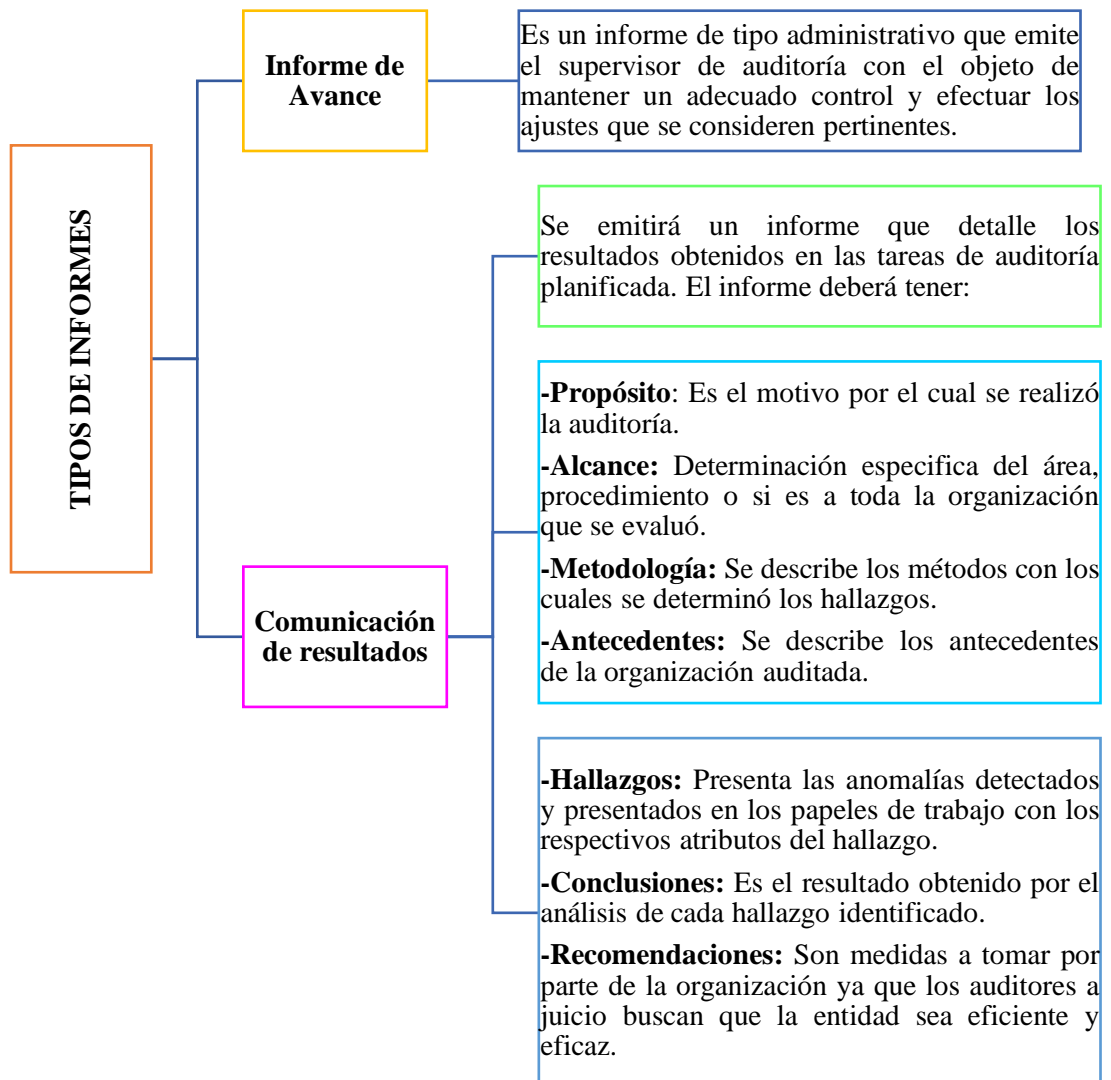 TIPOS DE INFORMES
Informe de
Avance
Es un informe de tipo administrativo que emite
el supervisor de auditoría con el objeto de
mantener un adecuado control y efectuar los
ajustes que se consideren pertinentes.
Comunicación
de resultados
Se emitirá un informe que detalle los
resultados obtenidos en las tareas de auditoría
planificada. El informe deberá tener:
-Propósito: Es el motivo por el cual se realizó
la auditoría.
-Alcance: Determinación especifica del área,
procedimiento o si es a toda la organización
que se evaluó.
-Metodología: Se describe los métodos con los
cuales se determinó los hallazgos.
-Antecedentes: Se describe los antecedentes
de la organización auditada.
-Hallazgos: Presenta las anomalías detectados
y presentados en los papeles de trabajo con los
respectivos atributos del hallazgo.
-Conclusiones: Es el resultado obtenido por el
análisis de cada hallazgo identificado.
-Recomendaciones: Son medidas a tomar por
parte de la organización ya que los auditores a
juicio buscan que la entidad sea eficiente y
eficaz.